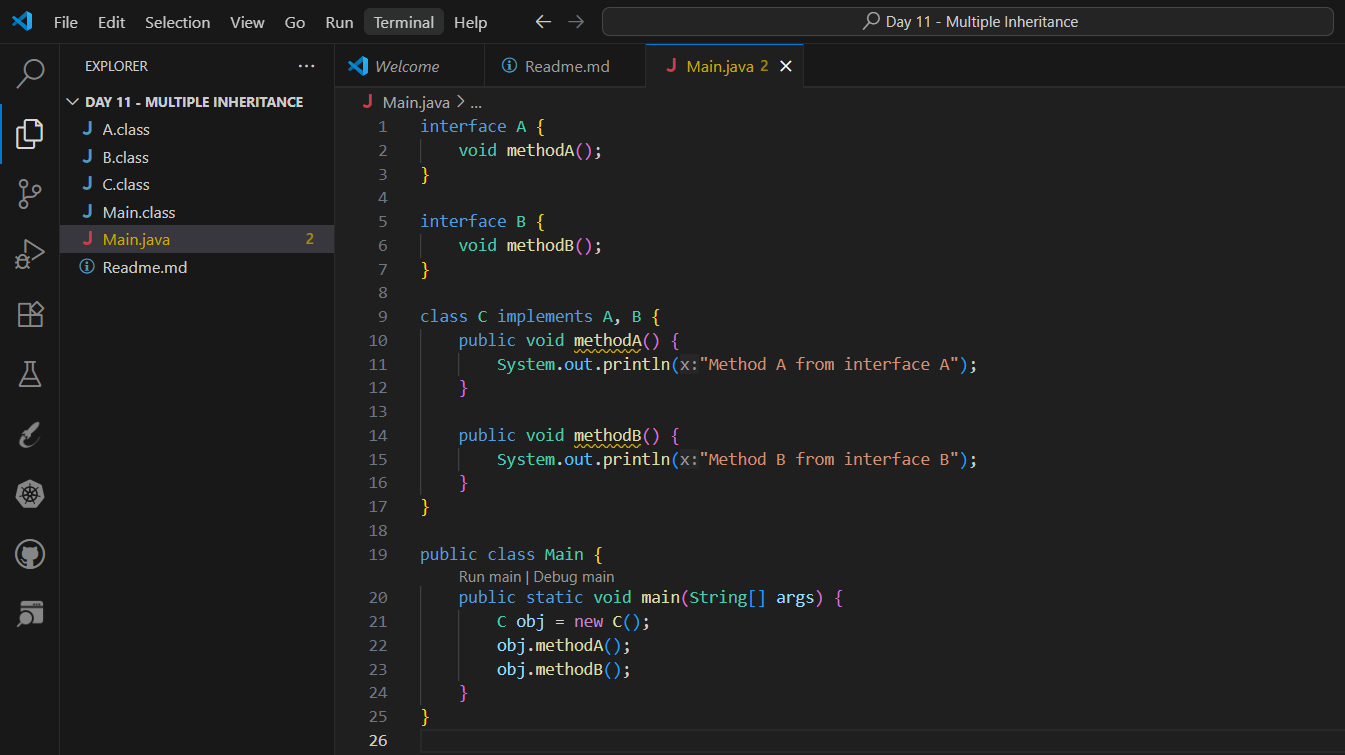 File Edit Selection View Go Run Terminal Help ← → Day 11 - Multiple Inheritance
EXPLORER ...
DAY 11 - MULTIPLE INHERITANCE
J A.class
J B.class
J C.class
J Main.class
J Main.java 2
Readme.md
Welcome Readme.md J Main.java 2 ×
J Main.java > ...
1 interface A {
2 void methodA();
3 }
4
5 interface B {
6 void methodB();
7 }
8
9 class C implements A, B {
10 public void methodA() {
11 System.out.println(x:"Method A from interface A");
12 }
13
14 public void methodB() {
15 System.out.println(x:"Method B from interface B");
16 }
17 }
18
19 public class Main {
Run main | Debug main
20 public static void main(String[] args) {
21 C obj = new C();
22 obj.methodA();
23 obj.methodB();
24 }
25 }
26